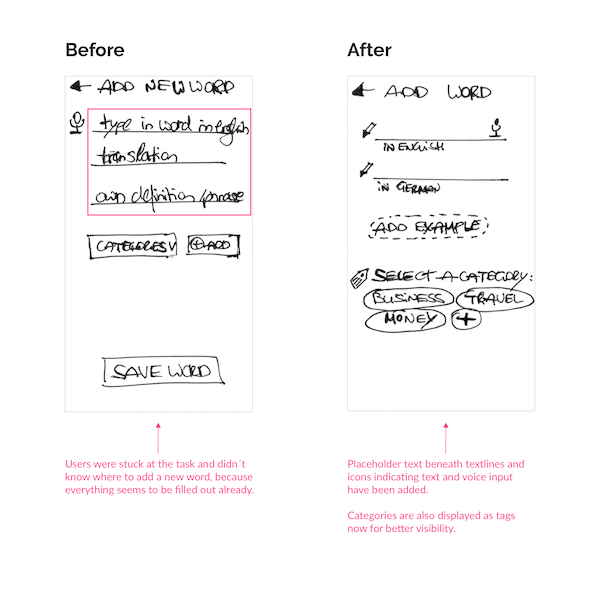 Before
← ADD NEW WORD
type in word in english
translation
own definition/phrase
CATEGORIES V
+ ADD
SAVE WORD
Users were stuck at the task and didn´t
know where to add a new word, because
everything seems to be filled out already.
After
← ADD WORD
IN ENGLISH
IN GERMAN
ADD EXAMPLE
SELECT A CATEGORY:
BUSINESS TRAVEL
MONEY +
Placeholder text beneath textlines and
icons indicating text and voice input
have been added.
Categories are also displayed as tags
now for better visibility.